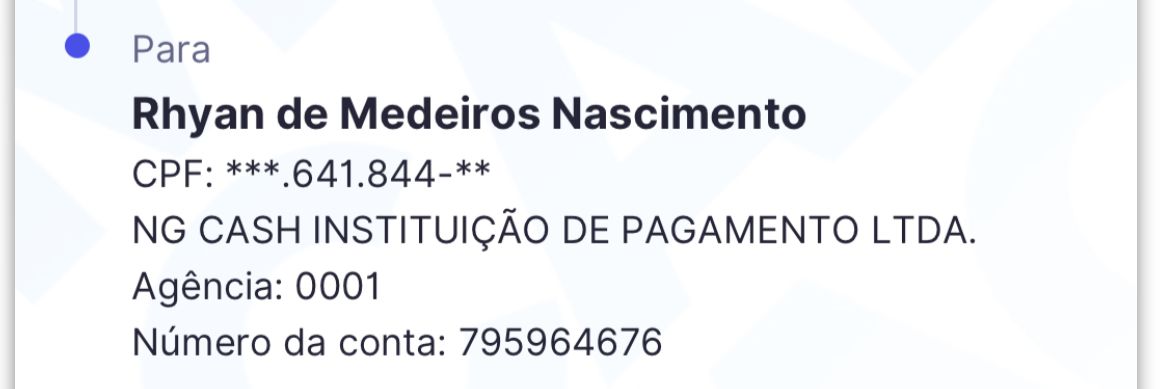 Para
Rhyan de Medeiros Nascimento
CPF: ***.641.844-**
NG CASH INSTITUIÇÃO DE PAGAMENTO LTDA.
Agência: 0001
Número da conta: 795964676